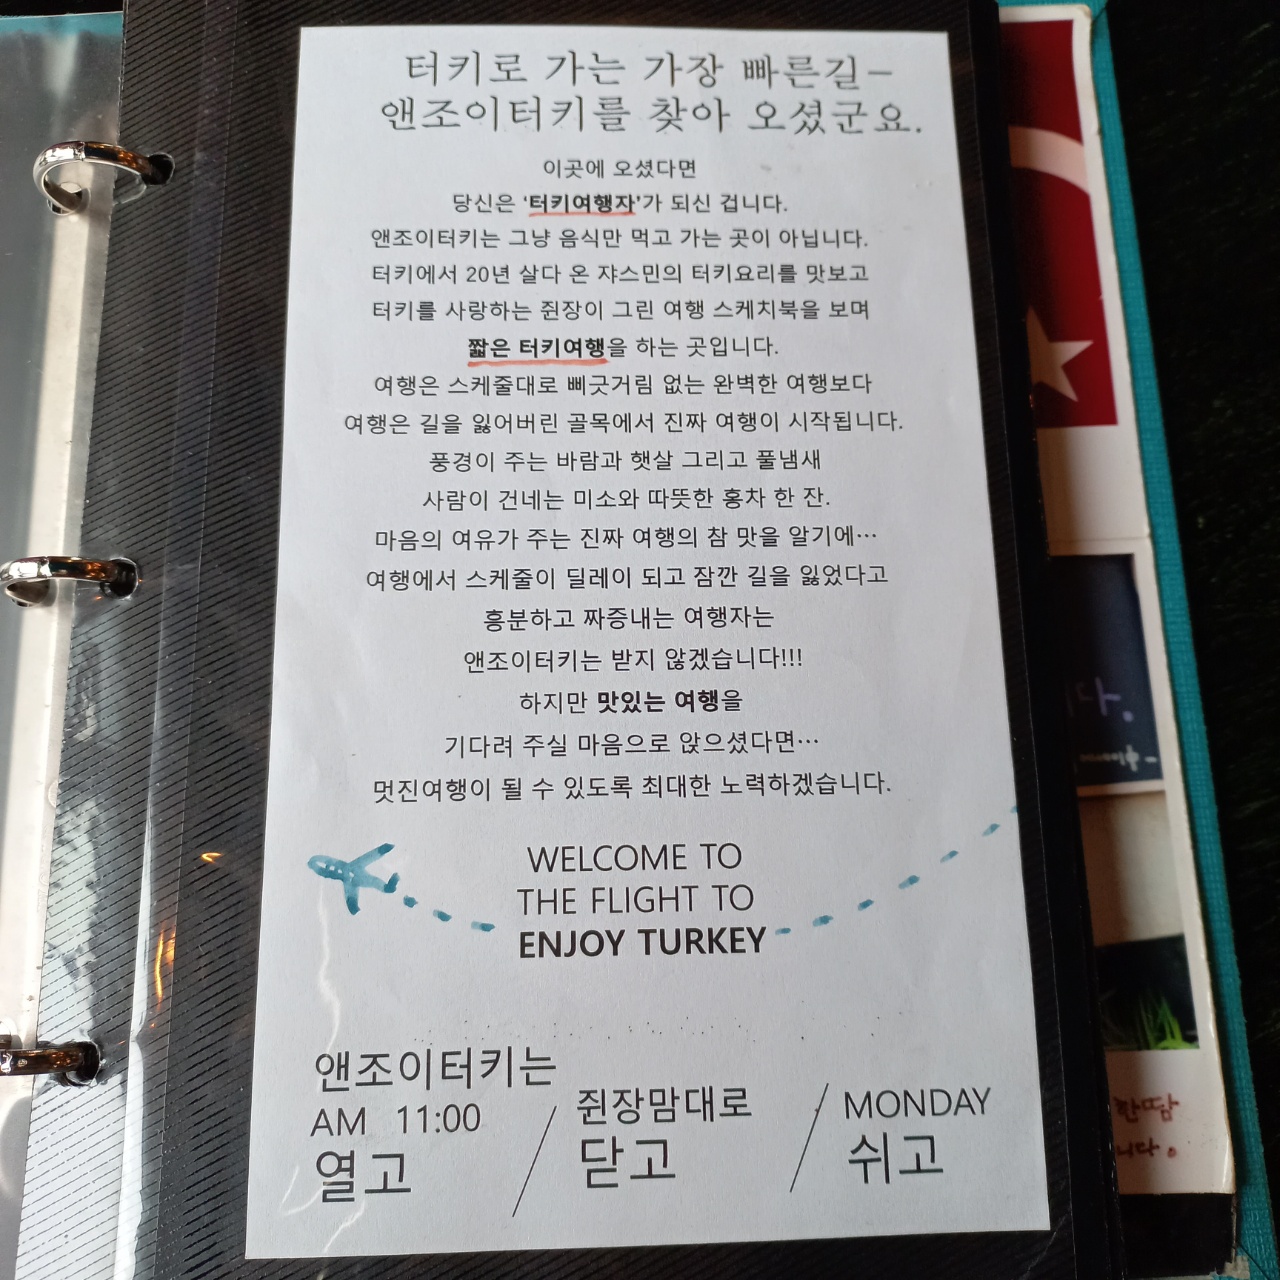 터키로 가는 가장 빠른길-
앤조이터키를 찾아 오셨군요.
이곳에 오셨다면
당신은 '터키여행자'가 되신 겁니다.
앤조이터키는 그냥 음식만 먹고 가는 곳이 아닙니다.
터키에서 20년 살다 온 쟈스민의 터키요리를 맛보고
터키를 사랑하는 쥔장이 그린 여행 스케치북을 보며
짧은 터키여행을 하는 곳입니다.
여행은 스케줄대로 삐긋거림 없는 완벽한 여행보다
여행은 길을 잃어버린 골목에서 진짜 여행이 시작됩니다.
풍경이 주는 바람과 햇살 그리고 풀냄새
사람이 건네는 미소와 따뜻한 홍차 한 잔.
마음의 여유가 주는 진짜 여행의 참 맛을 알기에…
여행에서 스케줄이 딜레이 되고 잠깐 길을 잃었다고
흥분하고 짜증내는 여행자는
앤조이터키는 받지 않겠습니다!!!
하지만 맛있는 여행을
기다려 주실 마음으로 앉으셨다면…
멋진여행이 될 수 있도록 최대한 노력하겠습니다.
WELCOME TO
THE FLIGHT TO
ENJOY TURKEY
앤조이터키는
AM 11:00
열고
/
쥔장맘대로
닫고
/
MONDAY
쉬고